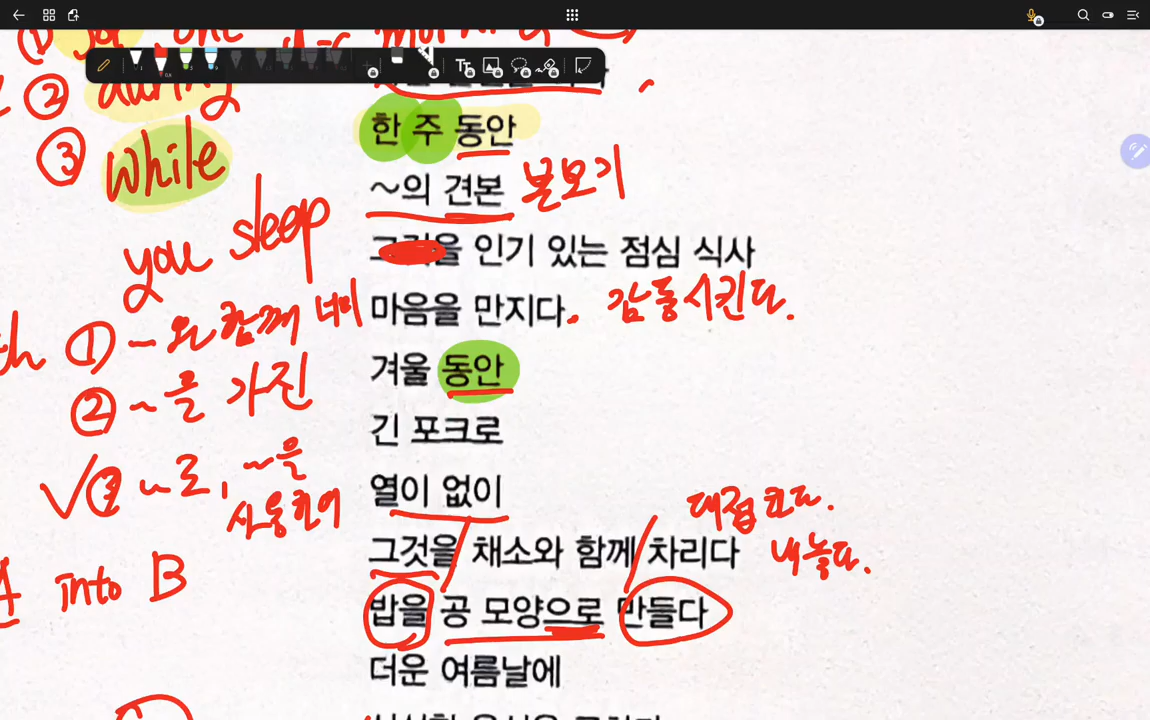 ② during
한 주 동안
③ While
~의 견본 본보기
you sleep
인기 있는 점심 식사
마음을 만지다. 감동시킨다.
① ~와 함께
겨울 동안
② ~을 가진
긴 포크로
③ ~로, ~을
사용하여
열이 없이
대접한다.
그것을 채소와 함께 차리다 내놓다.
A into B
밥을 공 모양으로 만들다
더운 여름날에